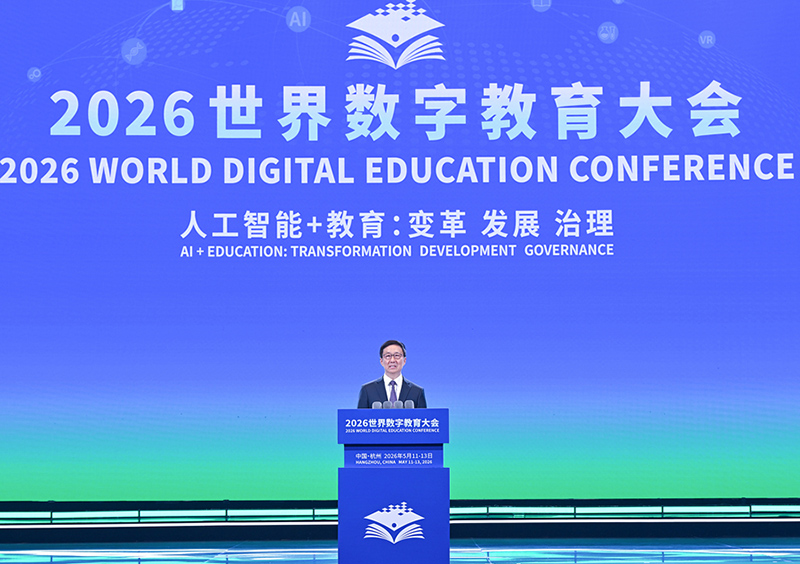 AI
VR
2026世界数字教育大会
2026 WORLD DIGITAL EDUCATION CONFERENCE
人工智能+教育:变革 发展 治理
AI + EDUCATION: TRANSFORMATION DEVELOPMENT GOVERNANCE
2026世界数字教育大会
2026 WORLD DIGITAL EDUCATION CONFERENCE
中国·杭州 2026年5月11-13日
HANGZHOU, CHINA MAY 11-13, 2026